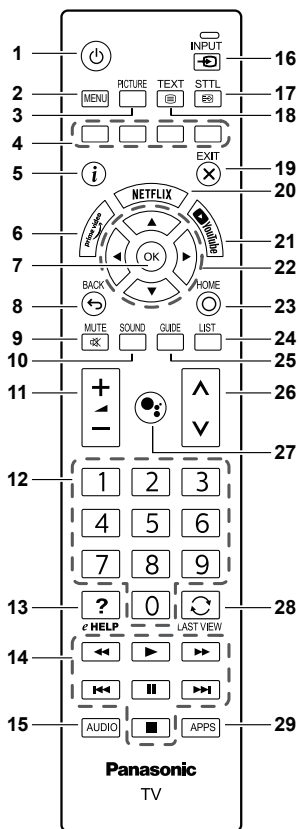 INPUT
1
16
2
MENU
PICTURE
TEXT
STTL
17
3
18
4
5
i
EXIT
19
20
NETFLIX
6
prime video
YouTube
21
7
OK
22
8
BACK
HOME
23
9
MUTE
SOUND
GUIDE
LIST
24
10
25
11
+
−
26
27
12
1 2 3
4 5 6
7 8 9
13
?
0
28
e HELP
LAST VIEW
14
15
AUDIO
APPS
29
Panasonic
TV